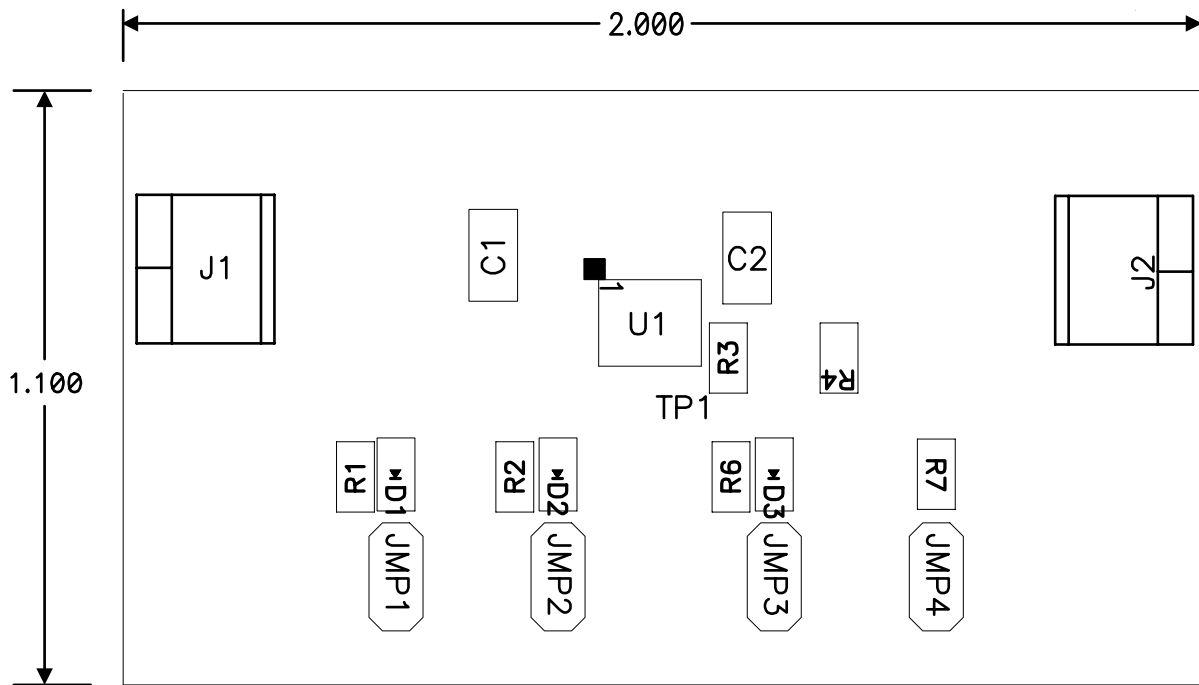 2.000
J1
C1
C2
J2
1
U1
R3
R4
1.100
TP1
R1
D1
R2
D2
R6
D3
R7
JMP1
JMP2
JMP3
JMP4